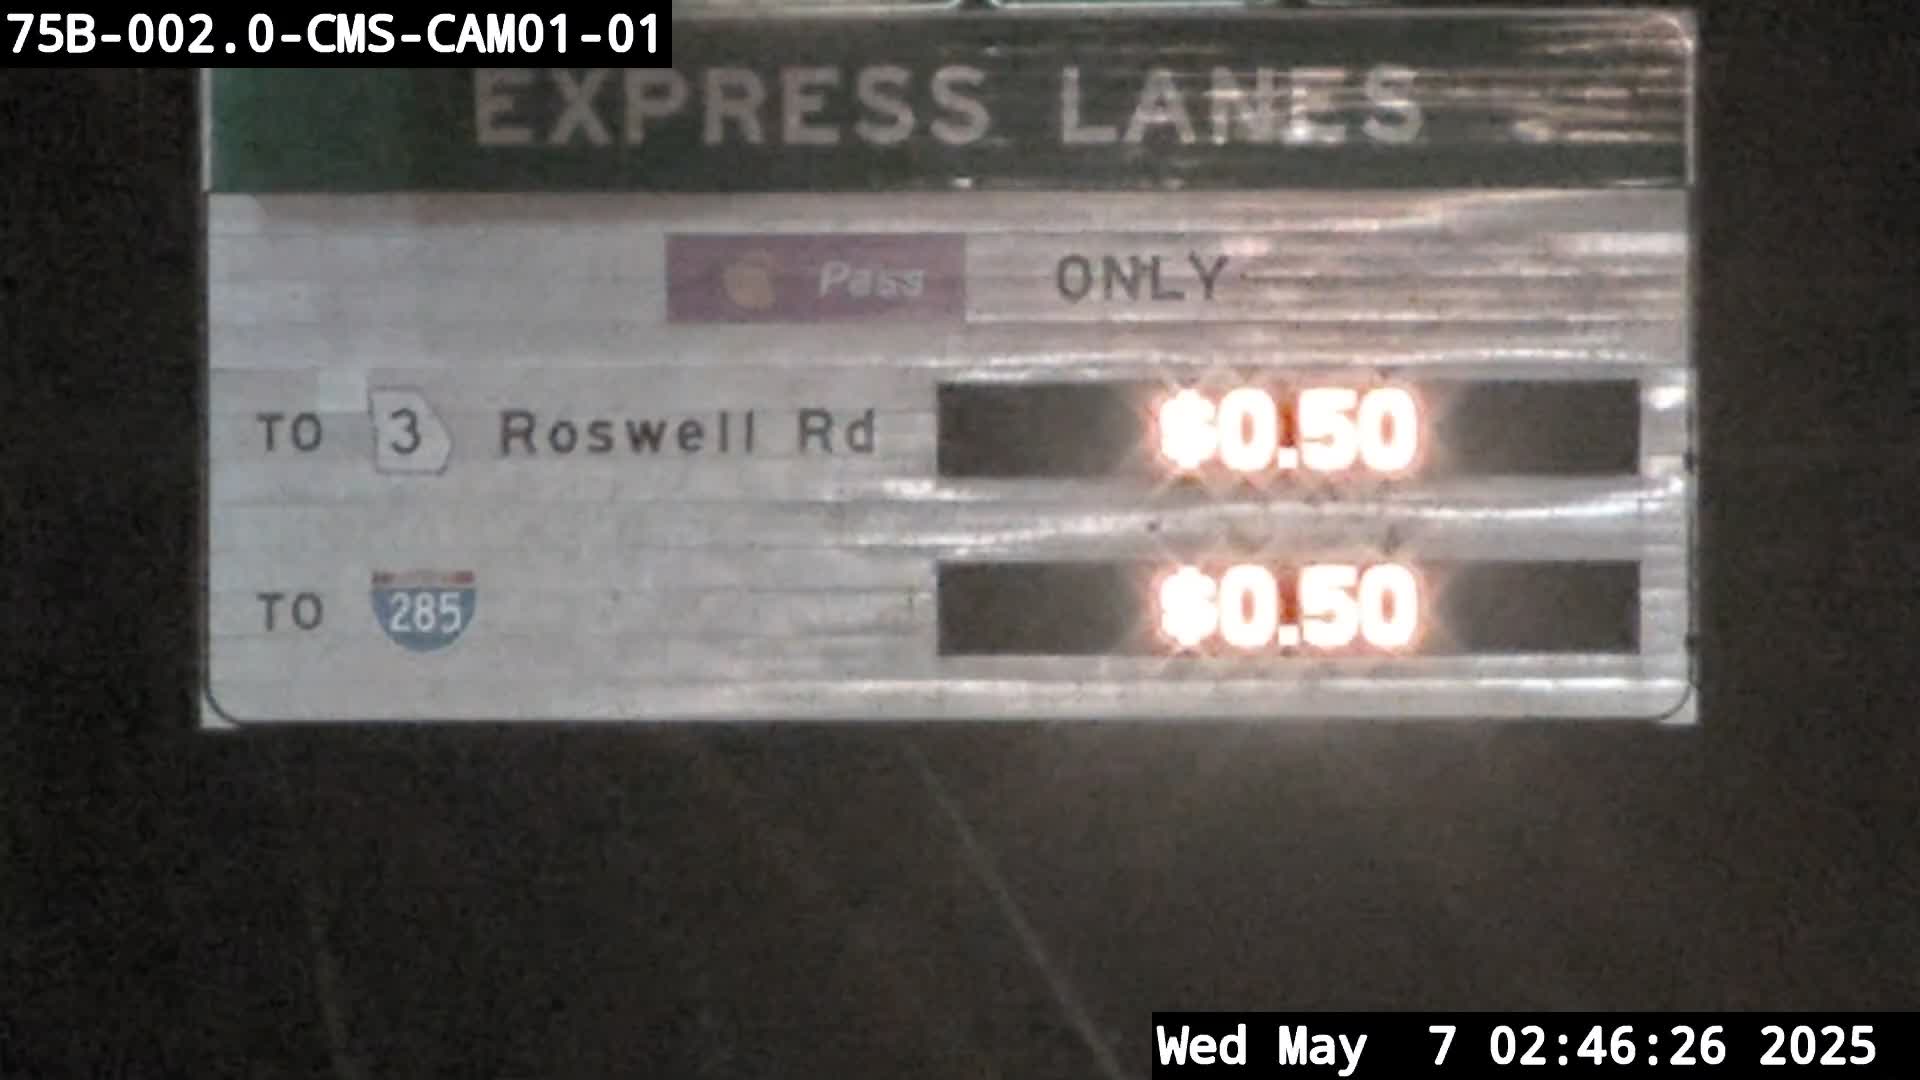 75B-002.0-CMS-CAM01-01
EXPRESS LANES
Pass ONLY
TO 3 Roswell Rd $0.50
TO 285 $0.50
Wed May 7 02:46:26 2025